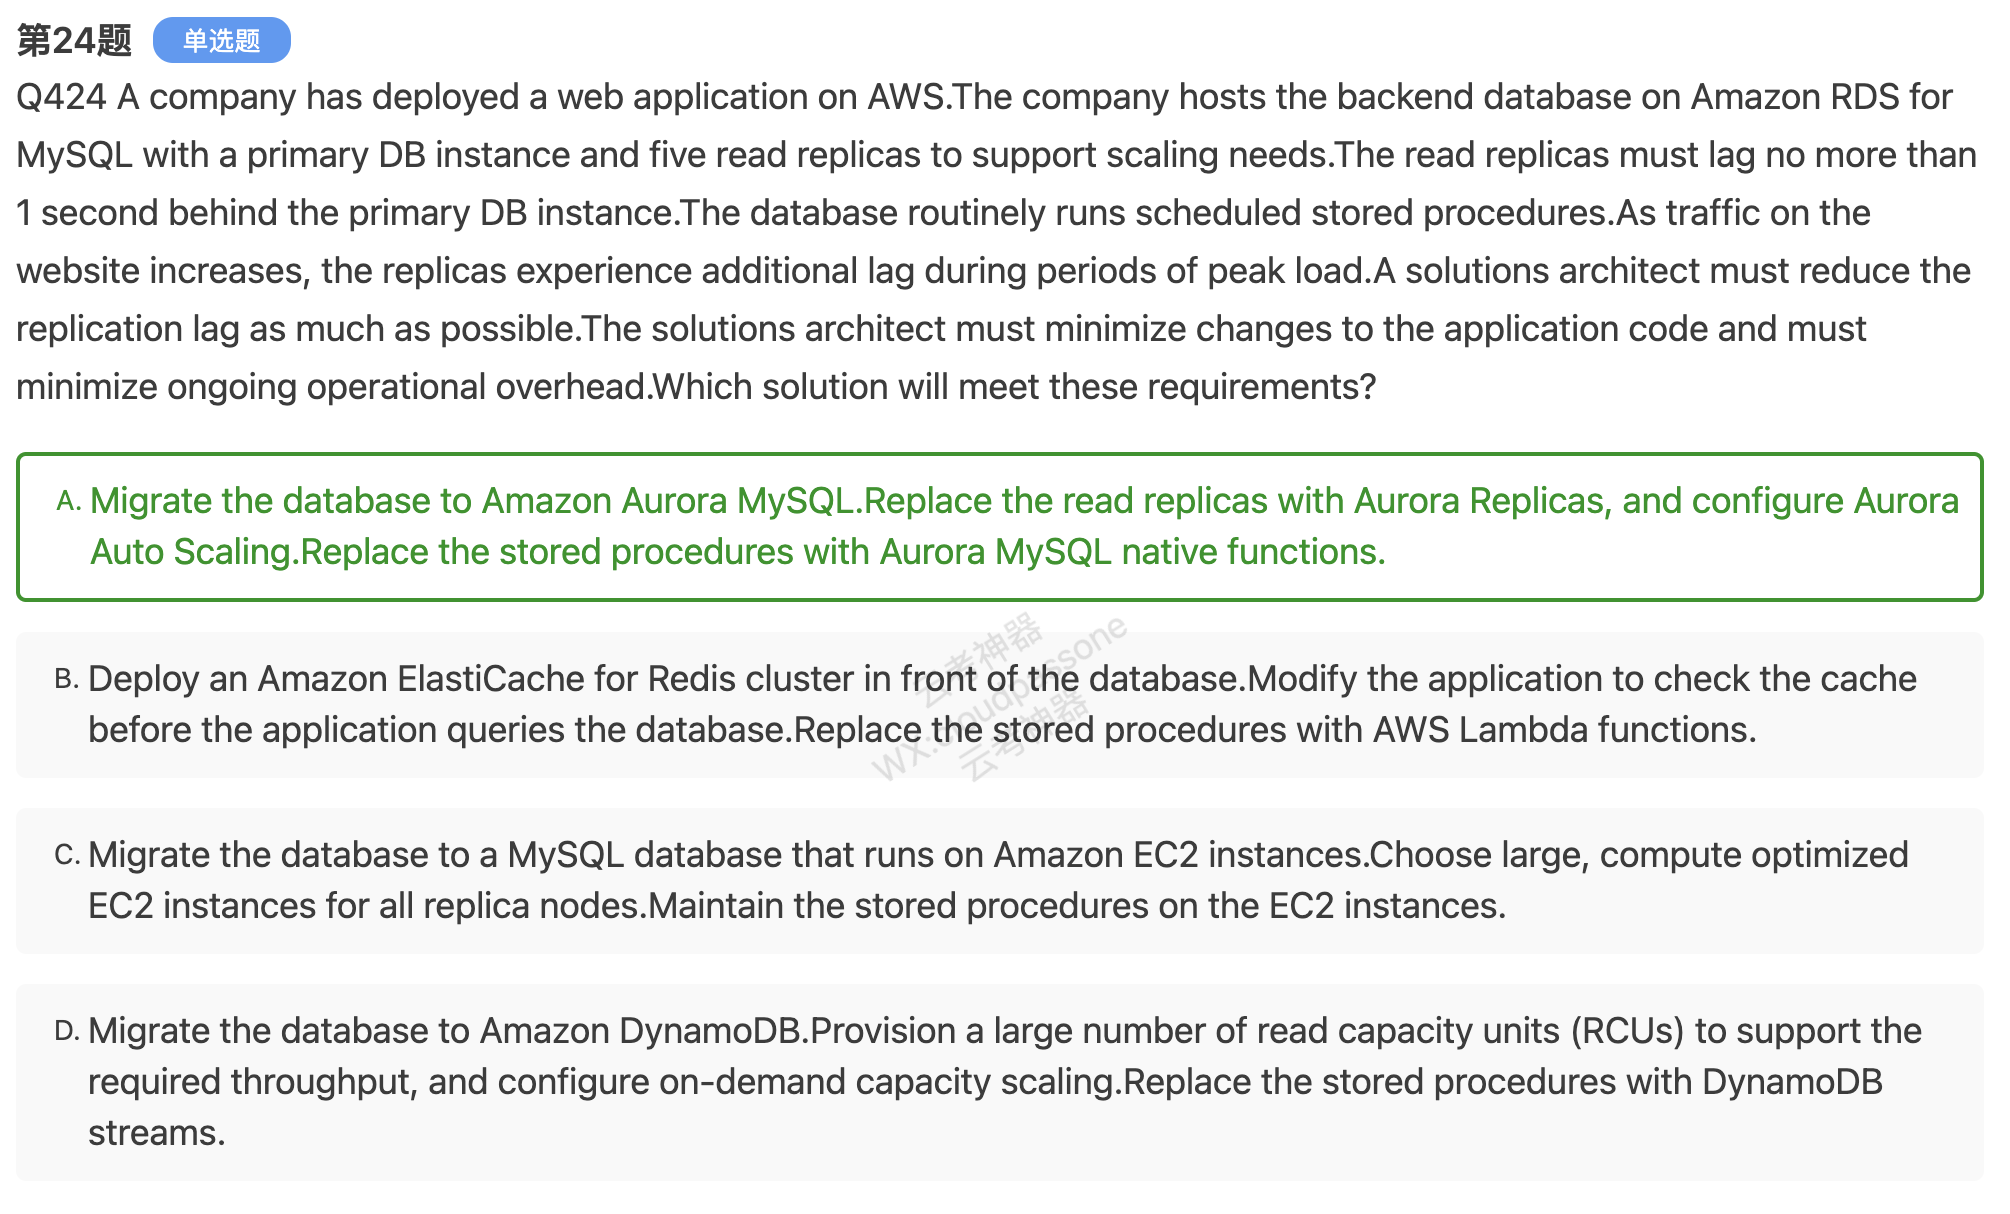 第24题 单选题
Q424 A company has deployed a web application on AWS.The company hosts the backend database on Amazon RDS for
MySQL with a primary DB instance and five read replicas to support scaling needs.The read replicas must lag no more than
1 second behind the primary DB instance.The database routinely runs scheduled stored procedures.As traffic on the
website increases, the replicas experience additional lag during periods of peak load.A solutions architect must reduce the
replication lag as much as possible.The solutions architect must minimize changes to the application code and must
minimize ongoing operational overhead.Which solution will meet these requirements?
A. Migrate the database to Amazon Aurora MySQL.Replace the read replicas with Aurora Replicas, and configure Aurora
Auto Scaling.Replace the stored procedures with Aurora MySQL native functions.
B. Deploy an Amazon ElastiCache for Redis cluster in front of the database.Modify the application to check the cache
before the application queries the database.Replace the stored procedures with AWS Lambda functions.
云考神器
WX:cloudpassone
云考神器
C. Migrate the database to a MySQL database that runs on Amazon EC2 instances.Choose large, compute optimized
EC2 instances for all replica nodes.Maintain the stored procedures on the EC2 instances.
D. Migrate the database to Amazon DynamoDB.Provision a large number of read capacity units (RCUs) to support the
required throughput, and configure on-demand capacity scaling.Replace the stored procedures with DynamoDB
streams.